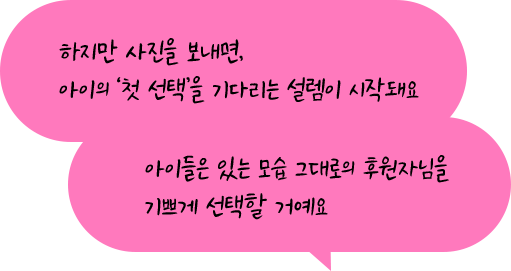 하지만 사진을 보내면,
아이의 ‘첫 선택’을 기다리는 설렘이 시작돼요
아이들은 있는 모습 그대로의 후원자님을
기쁘게 선택할 거예요